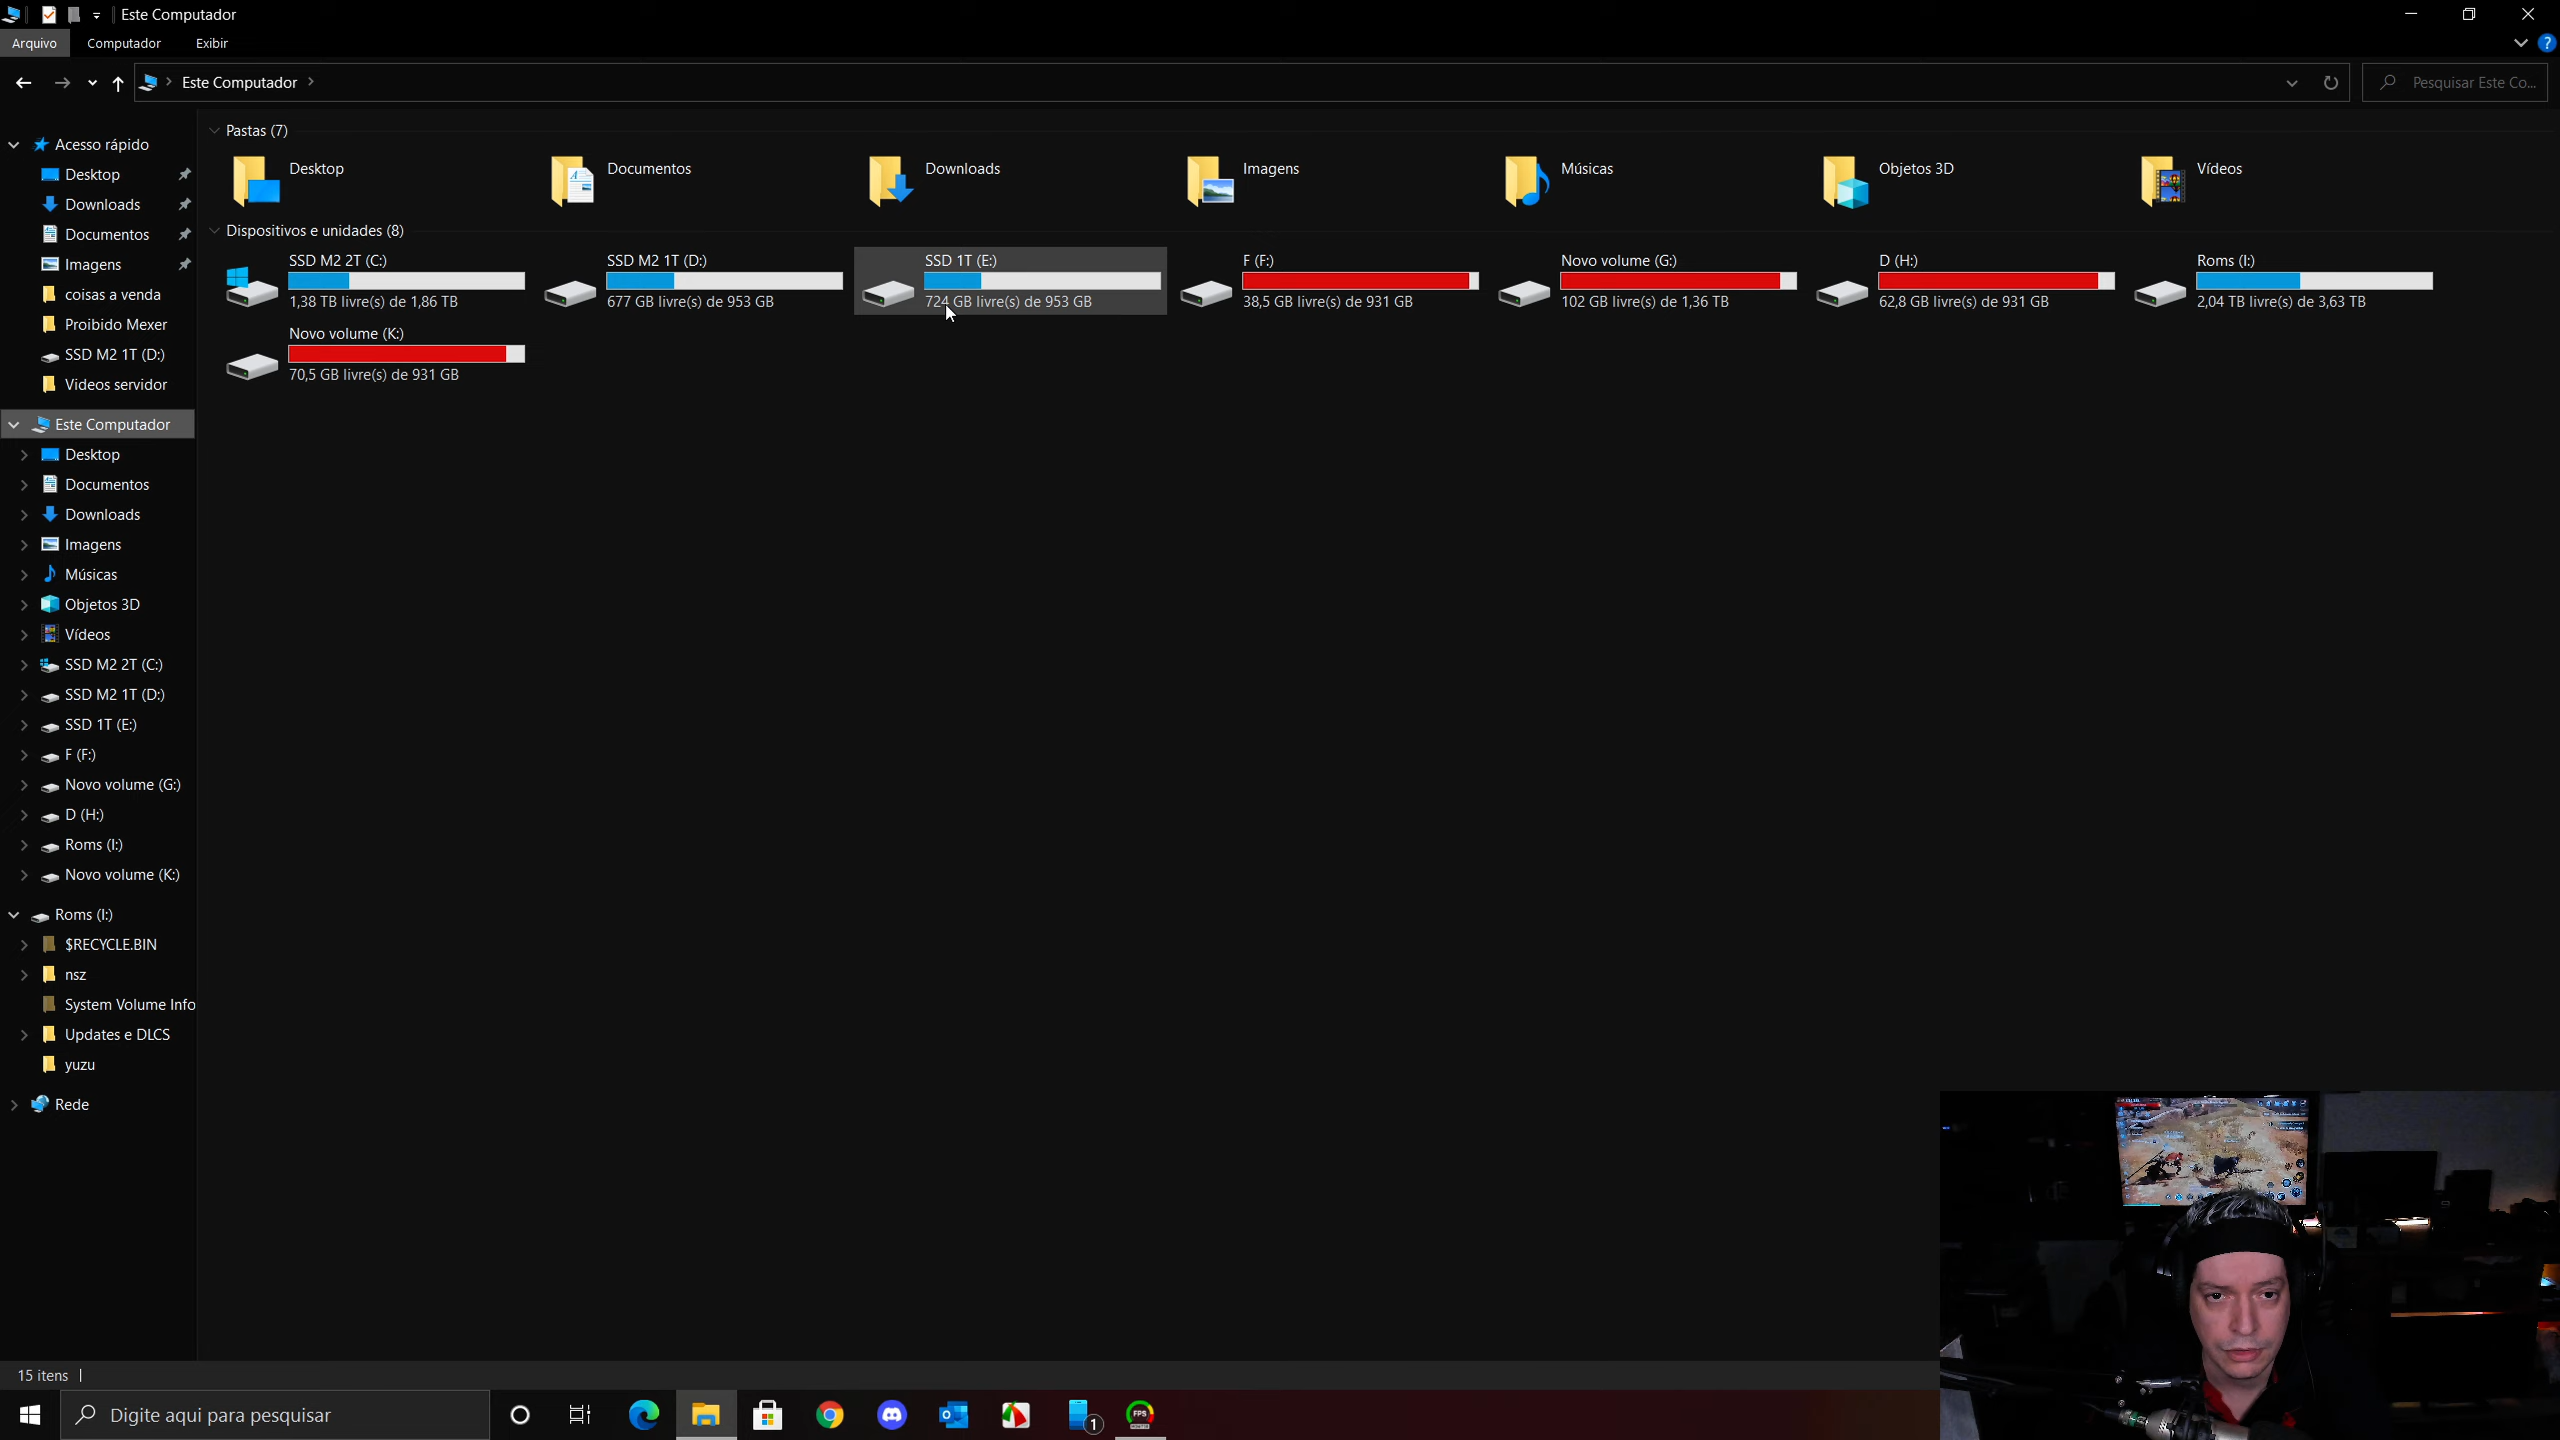 Este Computador
Arquivo Computador Exibir
Este Computador
Pesquisar Este Co...
Acesso rápido
Desktop
Downloads
Documentos
Imagens
coisas a venda
Proibido Mexer
SSD M2 1T (D:)
Videos servidor
Este Computador
Desktop
Documentos
Downloads
Imagens
Músicas
Objetos 3D
Vídeos
SSD M2 2T (C:)
SSD M2 1T (D:)
SSD 1T (E:)
F (F:)
Novo volume (G:)
D (H:)
Roms (I:)
Novo volume (K:)
Roms (I:)
$RECYCLE.BIN
nsz
System Volume Info
Updates e DLCS
yuzu
Rede
Pastas (7)
Desktop
Documentos
Downloads
Imagens
Músicas
Objetos 3D
Vídeos
Dispositivos e unidades (8)
SSD M2 2T (C:)
1,38 TB livre(s) de 1,86 TB
SSD M2 1T (D:)
677 GB livre(s) de 953 GB
SSD 1T (E:)
724 GB livre(s) de 953 GB
F (F:)
38,5 GB livre(s) de 931 GB
Novo volume (G:)
102 GB livre(s) de 1,36 TB
D (H:)
62,8 GB livre(s) de 931 GB
Roms (I:)
2,04 TB livre(s) de 3,63 TB
Novo volume (K:)
70,5 GB livre(s) de 931 GB
15 itens
Digite aqui para pesquisar
1
FPS